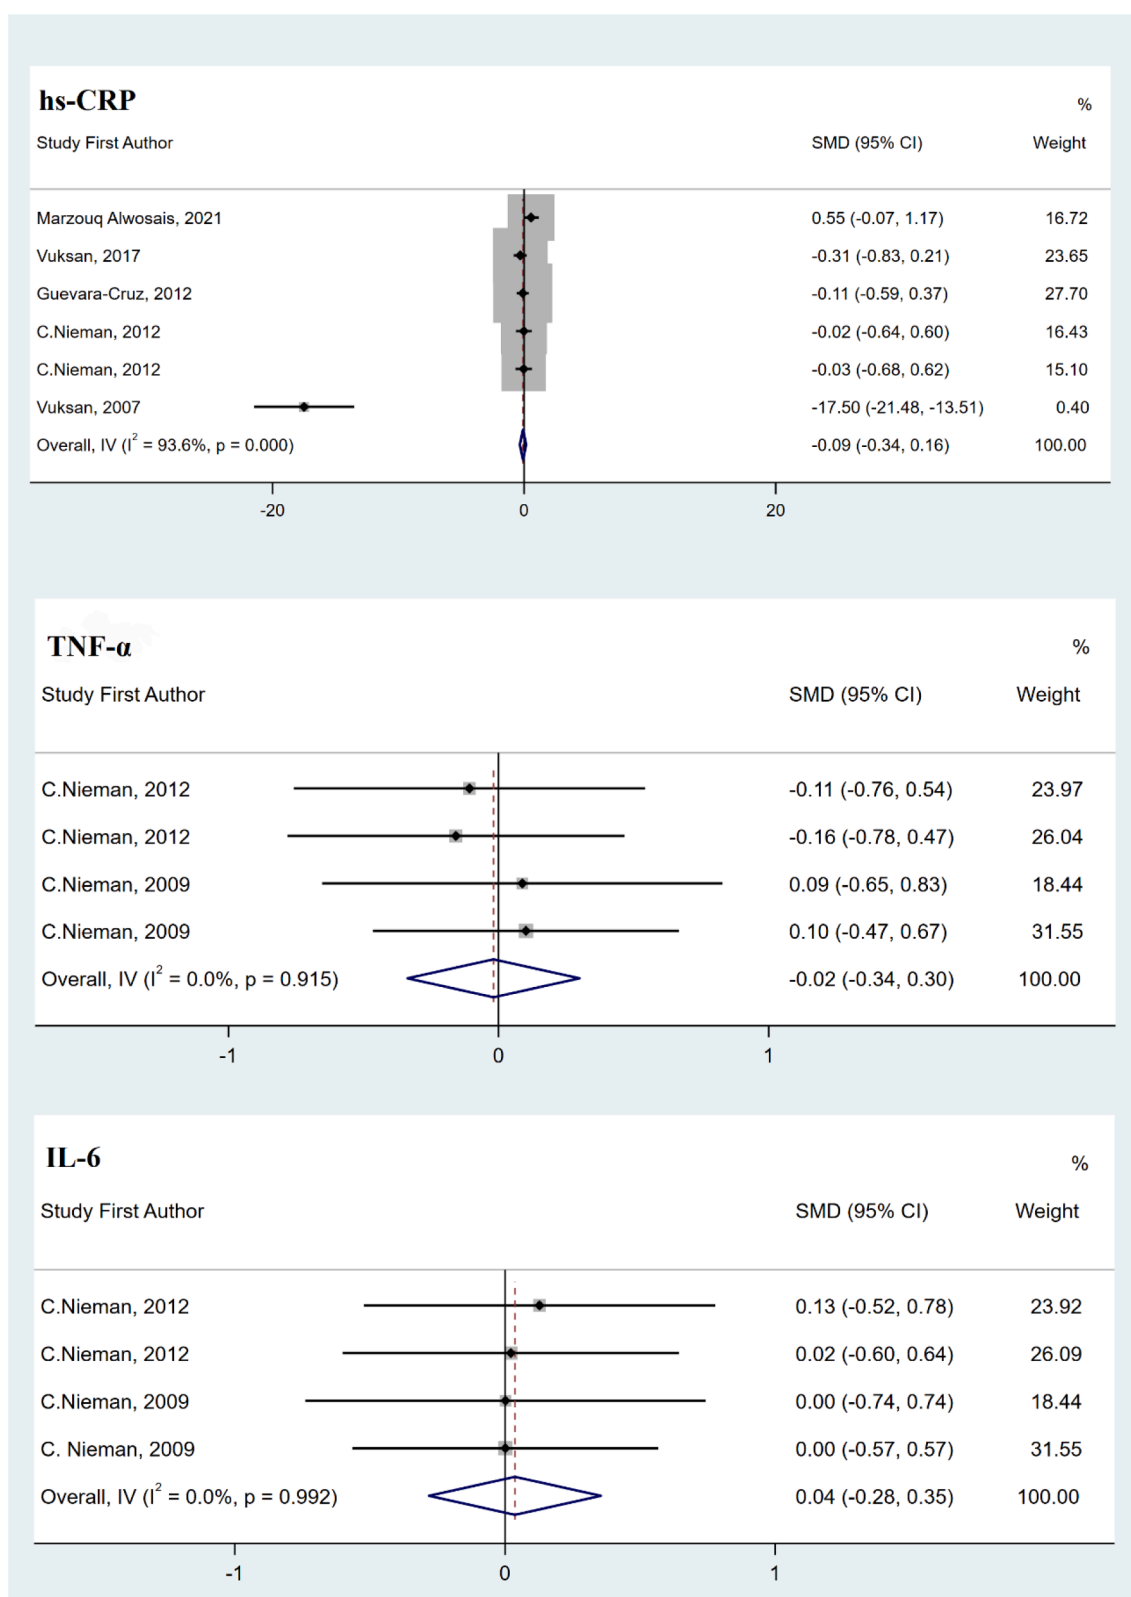 hs-CRP
%
Study First Author SMD (95% CI) Weight
Marzouq Alwosais, 2021 0.55 (-0.07, 1.17) 16.72
Vuksan, 2017 -0.31 (-0.83, 0.21) 23.65
Guevara-Cruz, 2012 -0.11 (-0.59, 0.37) 27.70
C.Nieman, 2012 -0.02 (-0.64, 0.60) 16.43
C.Nieman, 2012 -0.03 (-0.68, 0.62) 15.10
Vuksan, 2007 -17.50 (-21.48, -13.51) 0.40
Overall, IV (I² = 93.6%, p = 0.000) -0.09 (-0.34, 0.16) 100.00
-20 0 20
TNF-α
%
Study First Author SMD (95% CI) Weight
C.Nieman, 2012 -0.11 (-0.76, 0.54) 23.97
C.Nieman, 2012 -0.16 (-0.78, 0.47) 26.04
C.Nieman, 2009 0.09 (-0.65, 0.83) 18.44
C.Nieman, 2009 0.10 (-0.47, 0.67) 31.55
Overall, IV (I² = 0.0%, p = 0.915) -0.02 (-0.34, 0.30) 100.00
-1 0 1
IL-6
%
Study First Author SMD (95% CI) Weight
C.Nieman, 2012 0.13 (-0.52, 0.78) 23.92
C.Nieman, 2012 0.02 (-0.60, 0.64) 26.09
C.Nieman, 2009 0.00 (-0.74, 0.74) 18.44
C. Nieman, 2009 0.00 (-0.57, 0.57) 31.55
Overall, IV (I² = 0.0%, p = 0.992) 0.04 (-0.28, 0.35) 100.00
-1 0 1